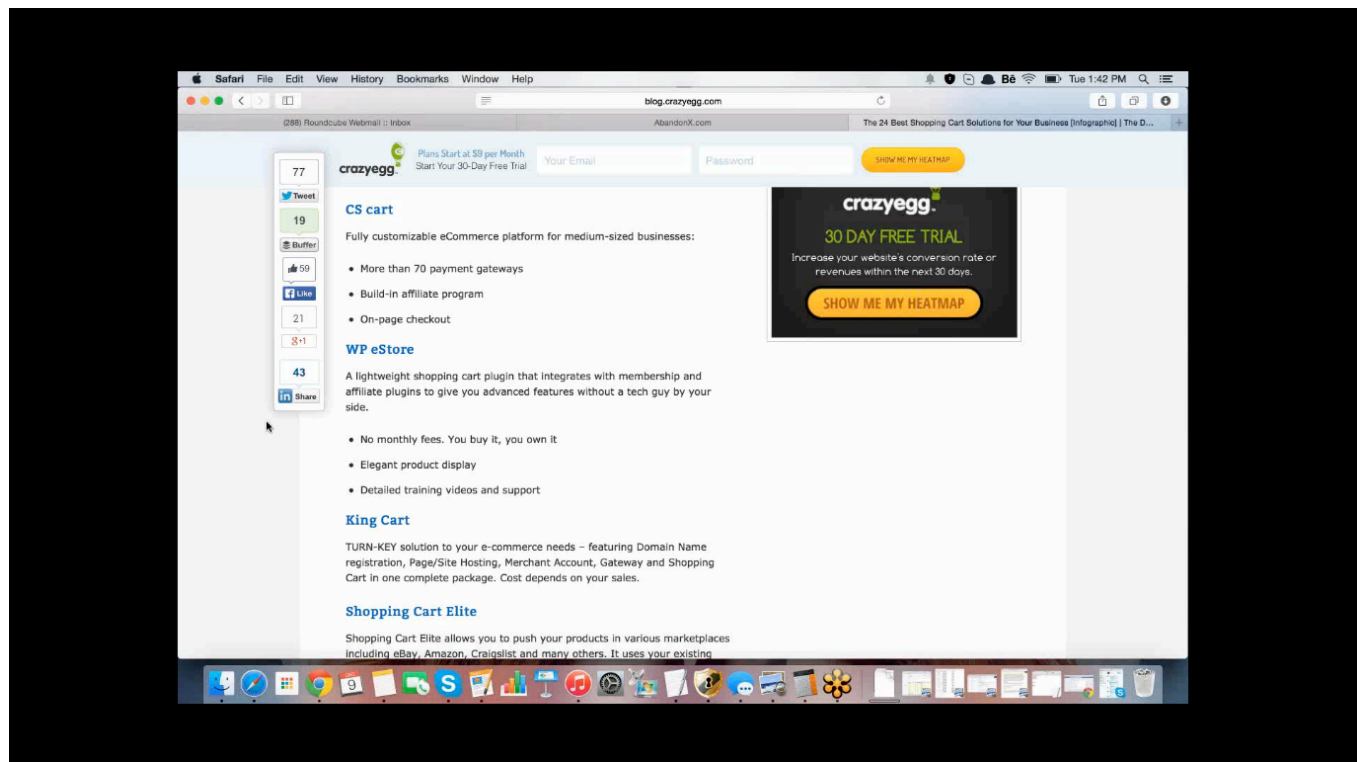 Safari File Edit View History Bookmarks Window Help
Bē Tue 1:42 PM
blog.crazyegg.com
(288) Roundcube Webmail :: Inbox
AbandonX.com
The 24 Best Shopping Cart Solutions for Your Business [Infographic] | The D...
crazyegg
Plans Start at $9 per Month
Start Your 30-Day Free Trial
Your Email
Password
SHOW ME MY HEATMAP
77
Tweet
19
Buffer
59
Like
21
g+1
43
in Share
CS cart
Fully customizable eCommerce platform for medium-sized businesses:
• More than 70 payment gateways
• Build-in affiliate program
• On-page checkout
WP eStore
A lightweight shopping cart plugin that integrates with membership and
affiliate plugins to give you advanced features without a tech guy by your
side.
• No monthly fees. You buy it, you own it
• Elegant product display
• Detailed training videos and support
King Cart
TURN-KEY solution to your e-commerce needs – featuring Domain Name
registration, Page/Site Hosting, Merchant Account, Gateway and Shopping
Cart in one complete package. Cost depends on your sales.
Shopping Cart Elite
Shopping Cart Elite allows you to push your products in various marketplaces
including eBay, Amazon, Craigslist and many others. It uses your existing
crazyegg
30 DAY FREE TRIAL
Increase your website's conversion rate or
revenues within the next 30 days.
SHOW ME MY HEATMAP
9
S